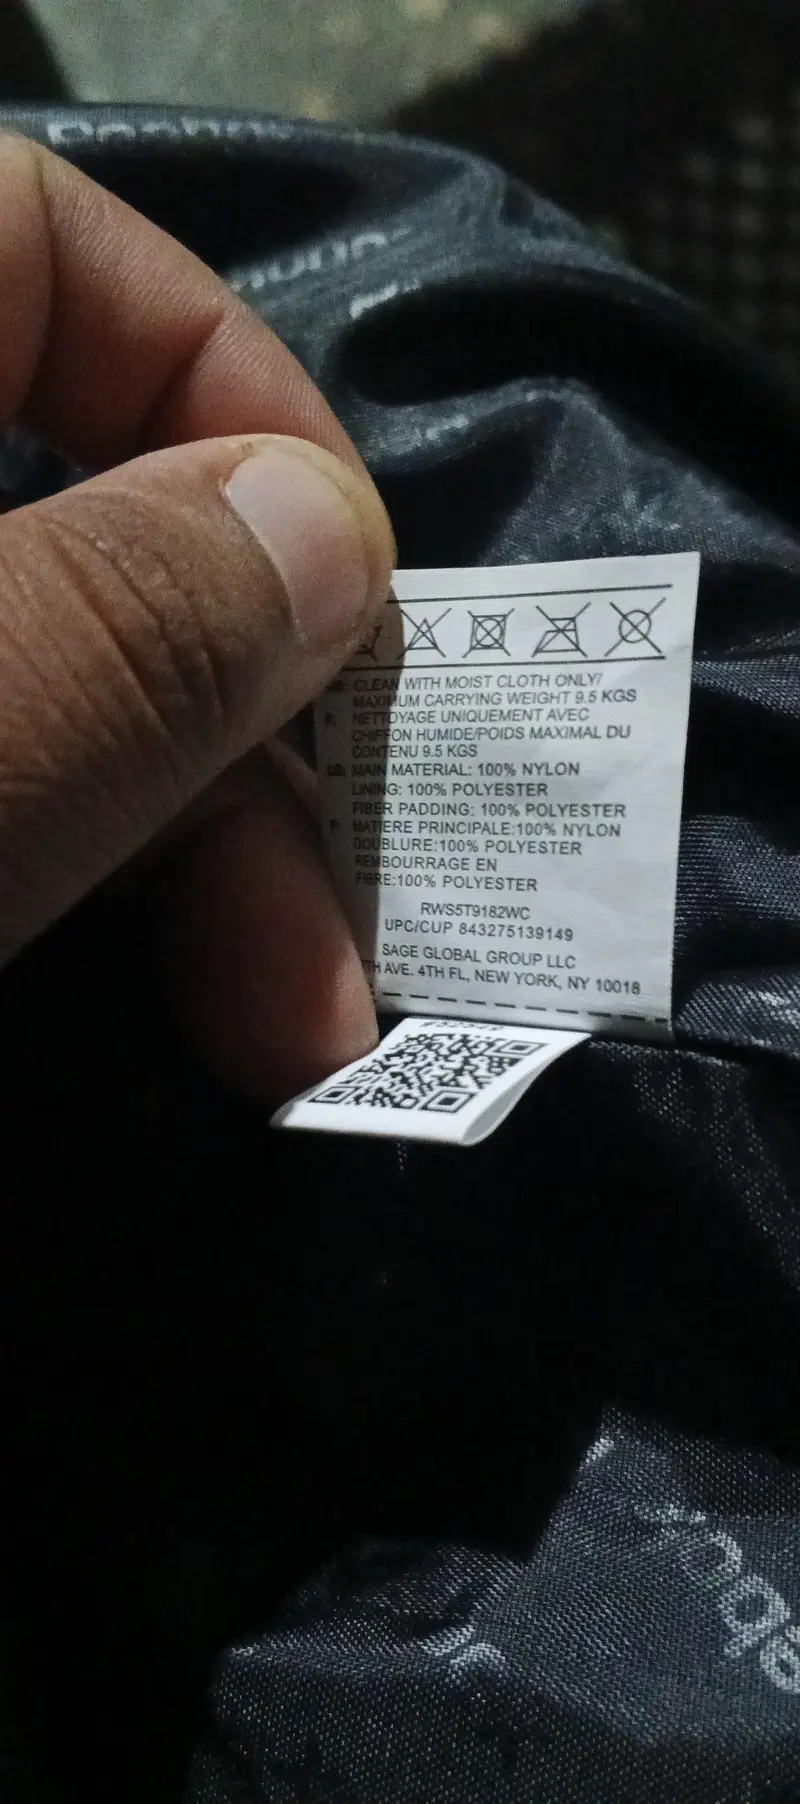 Reebok
CLEAN WITH MOIST CLOTH ONLY/
MAXIMUM CARRYING WEIGHT 9.5 KGS
NETTOYAGE UNIQUEMENT AVEC
CHIFFON HUMIDE/POIDS MAXIMAL DU
CONTENU 9.5 KGS
MAIN MATERIAL: 100% NYLON
LINING: 100% POLYESTER
FIBER PADDING: 100% POLYESTER
F: MATIERE PRINCIPALE:100% NYLON
DOUBLURE:100% POLYESTER
REMBOURRAGE EN
FIBRE:100% POLYESTER
RWS5T9182WC
UPC/CUP 843275139149
SAGE GLOBAL GROUP LLC
TH AVE. 4TH FL, NEW YORK, NY 10018